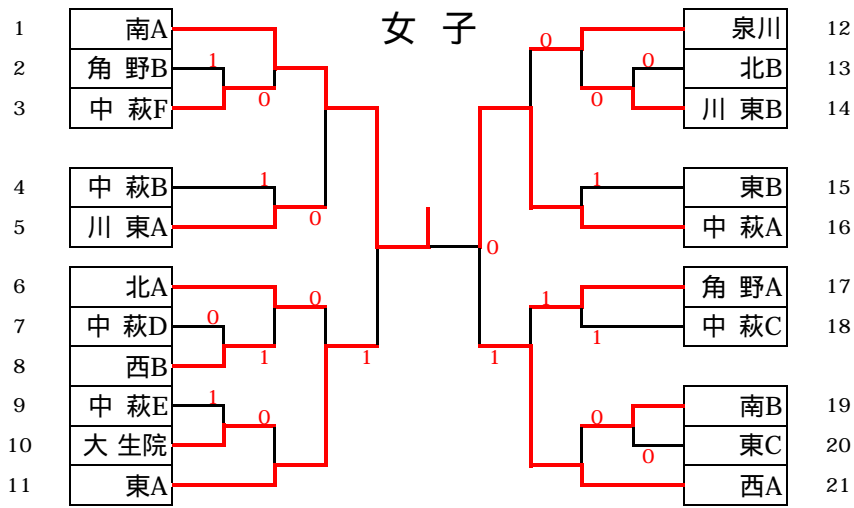 女 子
1 南A
2 角 野B 1
3 中 萩F 0
4 中 萩B 1
5 川 東A 0
6 北A 0
7 中 萩D 0
8 西B 1 1
9 中 萩E 1
10 大 生院 0
11 東A
0 泉川 12
0 北B 13
0 川 東B 14
1 東B 15
中 萩A 16
0
1 角 野A 17
1 中 萩C 18
1
0 南B 19
0 東C 20
西A 21